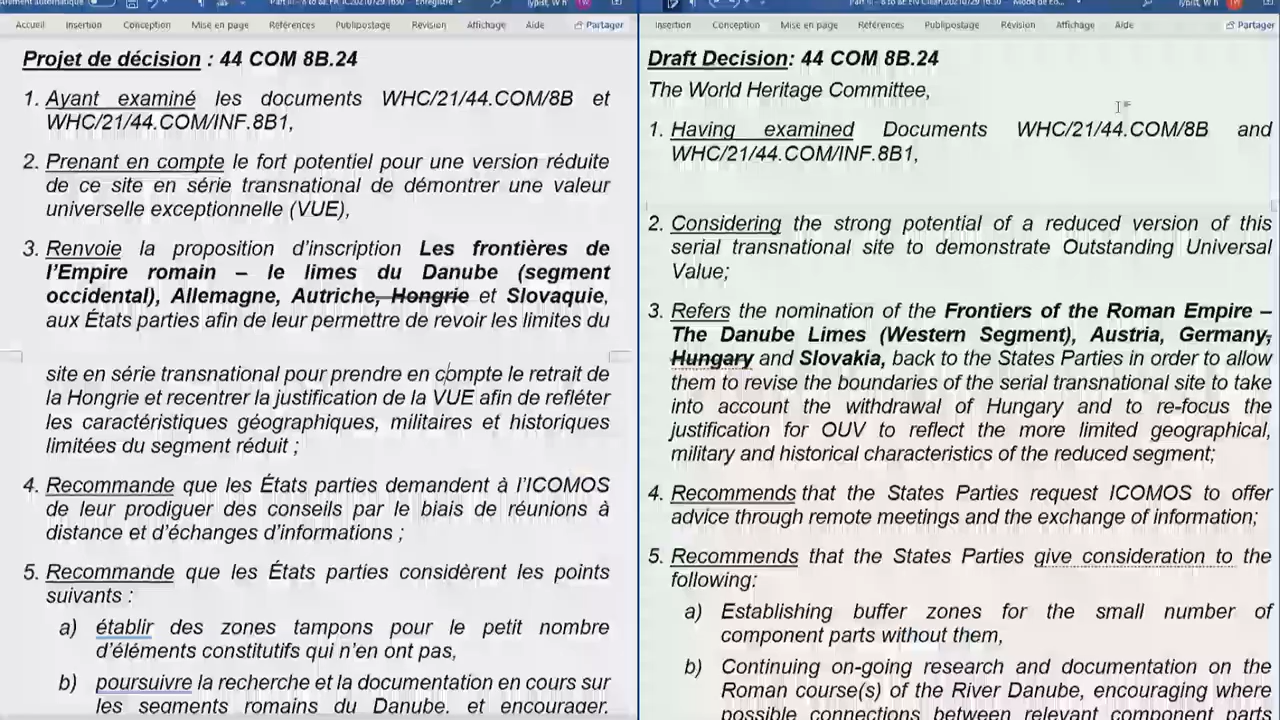 Accueil Insertion Conception Mise en page Références Publipostage Révision Affichage Aide Partager
Projet de décision : 44 COM 8B.24
1. Ayant examiné les documents WHC/21/44.COM/8B et
WHC/21/44.COM/INF.8B1,
2. Prenant en compte le fort potentiel pour une version réduite
de ce site en série transnational de démontrer une valeur
universelle exceptionnelle (VUE),
3. Renvoie la proposition d’inscription Les frontières de
l’Empire romain – le limes du Danube (segment
occidental), Allemagne, Autriche, Hongrie et Slovaquie,
aux États parties afin de leur permettre de revoir les limites du
site en série transnational pour prendre en compte le retrait de
la Hongrie et recentrer la justification de la VUE afin de refléter
les caractéristiques géographiques, militaires et historiques
limitées du segment réduit ;
4. Recommande que les États parties demandent à l’ICOMOS
de leur prodiguer des conseils par le biais de réunions à
distance et d’échanges d’informations ;
5. Recommande que les États parties considèrent les points
suivants :
a) établir des zones tampons pour le petit nombre
d’éléments constitutifs qui n’en ont pas,
b) poursuivre la recherche et la documentation en cours sur
les segments romains du Danube, et encourager,
Insertion Conception Mise en page Références Publipostage Révision Affichage Aide Partager
Draft Decision: 44 COM 8B.24
The World Heritage Committee,
1. Having examined Documents WHC/21/44.COM/8B and
WHC/21/44.COM/INF.8B1,
2. Considering the strong potential of a reduced version of this
serial transnational site to demonstrate Outstanding Universal
Value;
3. Refers the nomination of the Frontiers of the Roman Empire –
The Danube Limes (Western Segment), Austria, Germany,
Hungary and Slovakia, back to the States Parties in order to allow
them to revise the boundaries of the serial transnational site to take
into account the withdrawal of Hungary and to re-focus the
justification for OUV to reflect the more limited geographical,
military and historical characteristics of the reduced segment;
4. Recommends that the States Parties request ICOMOS to offer
advice through remote meetings and the exchange of information;
5. Recommends that the States Parties give consideration to the
following:
a) Establishing buffer zones for the small number of
component parts without them,
b) Continuing on-going research and documentation on the
Roman course(s) of the River Danube, encouraging where
possible connections between relevant component parts